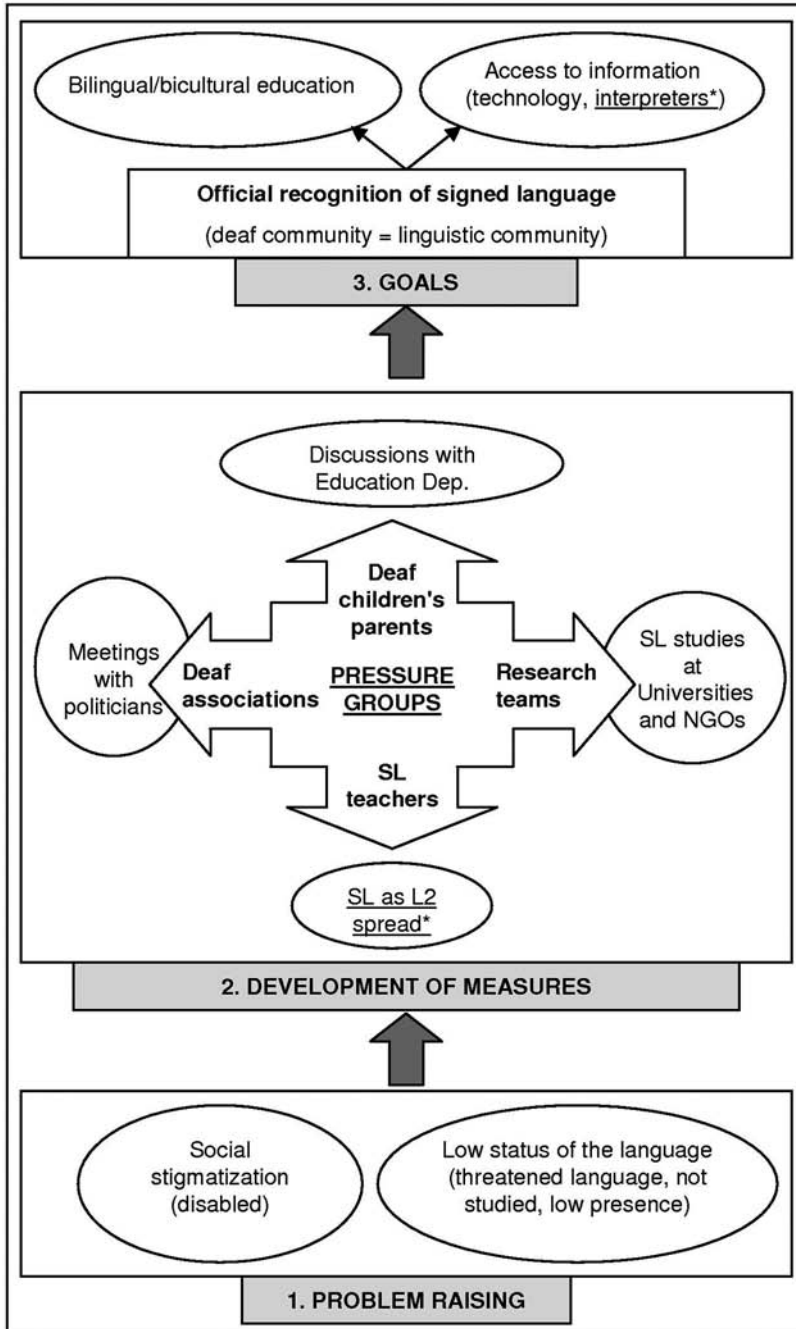 Bilingual/bicultural education
Access to information
(technology, interpreters*)
Official recognition of signed language
(deaf community = linguistic community)
3. GOALS
Discussions with
Education Dep.
Deaf
children's
parents
Meetings
with
politicians
Deaf
associations
PRESSURE
GROUPS
Research
teams
SL studies
at
Universities
and NGOs
SL
teachers
SL as L2
spread*
2. DEVELOPMENT OF MEASURES
Social
stigmatization
(disabled)
Low status of the language
(threatened language, not
studied, low presence)
1. PROBLEM RAISING